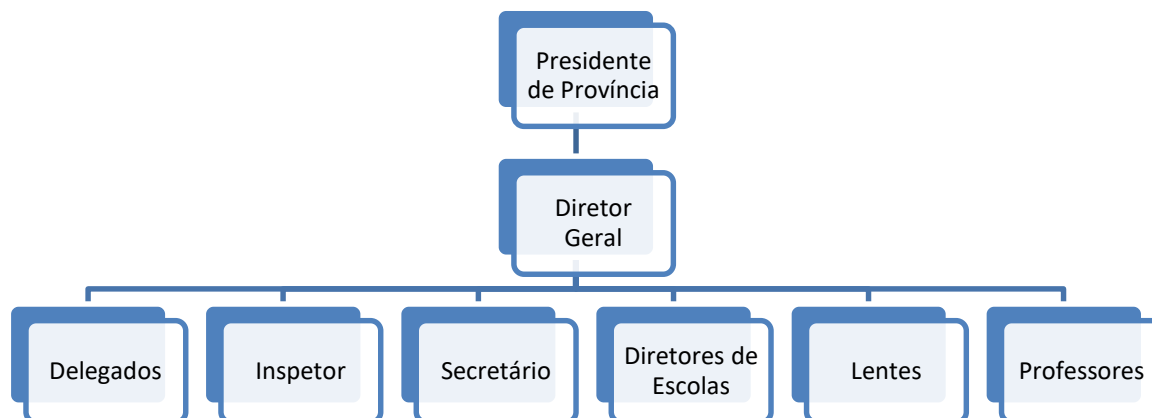 Presidente
de Província
Diretor
Geral
Delegados
Inspetor
Secretário
Diretores de
Escolas
Lentes
Professores